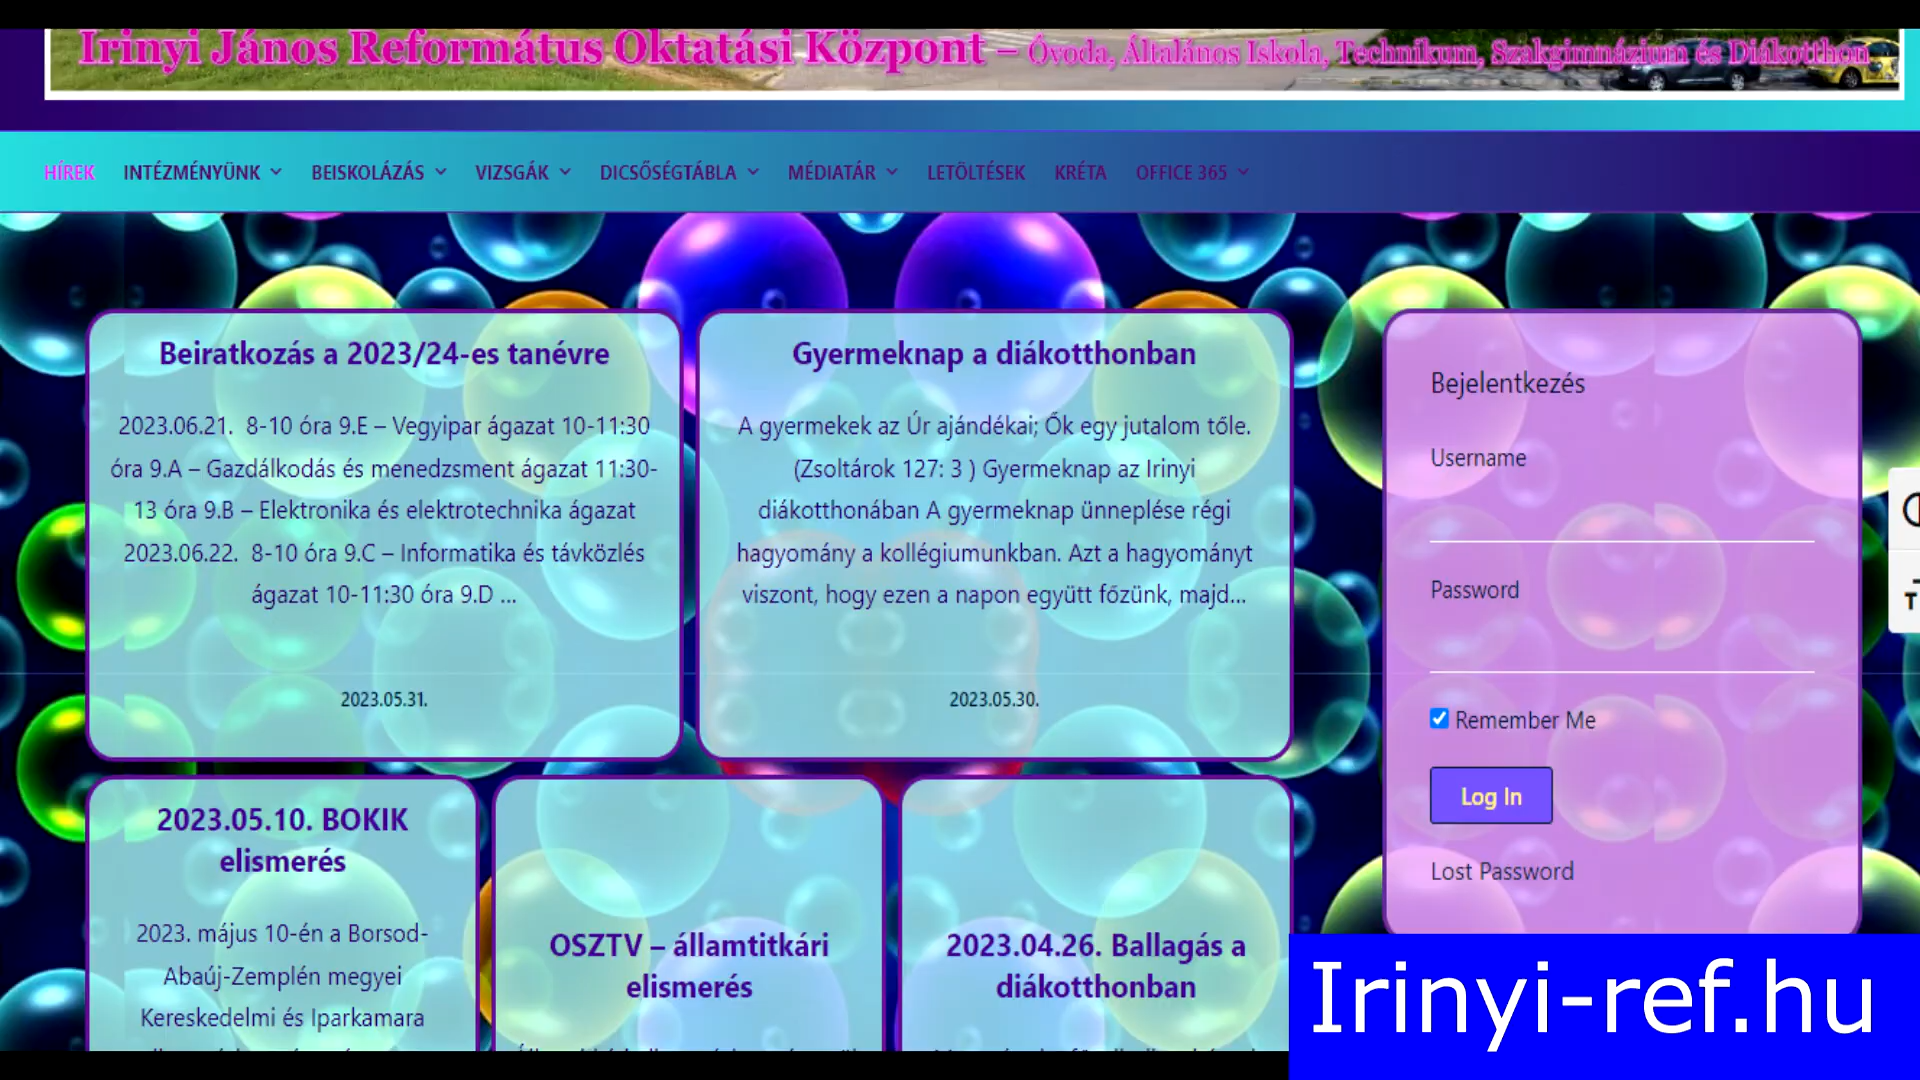 Irinyi János Református Oktatási Központ – Óvoda, Általános Iskola, Technikum, Szakgimnázium és Diákotthon
HÍREK INTÉZMÉNYÜNK BEISKOLÁZÁS VIZSGÁK DICSŐSÉGTÁBLA MÉDIATÁR LETÖLTÉSEK KRÉTA OFFICE 365
Beiratkozás a 2023/24-es tanévre
2023.06.21. 8-10 óra 9.E – Vegyipar ágazat 10-11:30
óra 9.A – Gazdálkodás és menedzsment ágazat 11:30-
13 óra 9.B – Elektronika és elektrotechnika ágazat
2023.06.22. 8-10 óra 9.C – Informatika és távközlés
ágazat 10-11:30 óra 9.D ...
2023.05.31.
Gyermeknap a diákotthonban
A gyermekek az Úr ajándékai; Ők egy jutalom tőle.
(Zsoltárok 127: 3 ) Gyermeknap az Irinyi
diákotthonában A gyermeknap ünneplése régi
hagyomány a kollégiumunkban. Azt a hagyományt
viszont, hogy ezen a napon együtt főzünk, majd...
2023.05.30.
Bejelentkezés
Username
Password
Remember Me
Log In
Lost Password
2023.05.10. BOKIK
elismerés
2023. május 10-én a Borsod-
Abaúj-Zemplén megyei
Kereskedelmi és Iparkamara
OSZTV – államtitkári
elismerés
2023.04.26. Ballagás a
diákotthonban
Irinyi-ref.hu